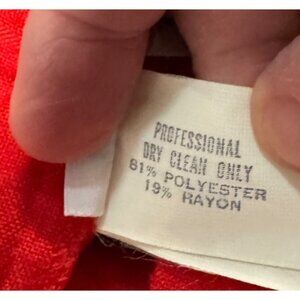 PROFESSIONAL
DRY CLEAN ONLY
81% POLYESTER
19% RAYON